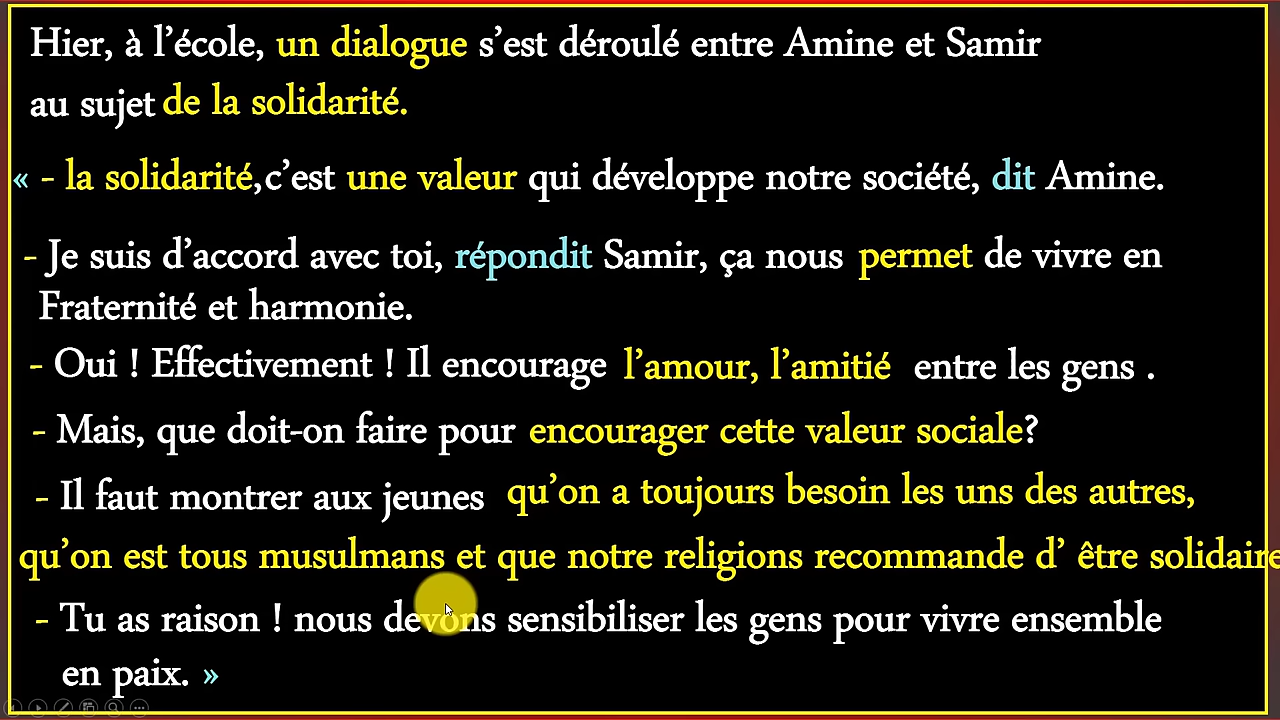 Hier, à l’école, un dialogue s’est déroulé entre Amine et Samir
au sujet de la solidarité.
« - la solidarité,c’est une valeur qui développe notre société, dit Amine.
- Je suis d’accord avec toi, répondit Samir, ça nous permet de vivre en
Fraternité et harmonie.
- Oui ! Effectivement ! Il encourage l’amour, l’amitié entre les gens .
- Mais, que doit-on faire pour encourager cette valeur sociale?
- Il faut montrer aux jeunes qu’on a toujours besoin les uns des autres,
qu’on est tous musulmans et que notre religions recommande d’ être solidaire
- Tu as raison ! nous devons sensibiliser les gens pour vivre ensemble
en paix. »